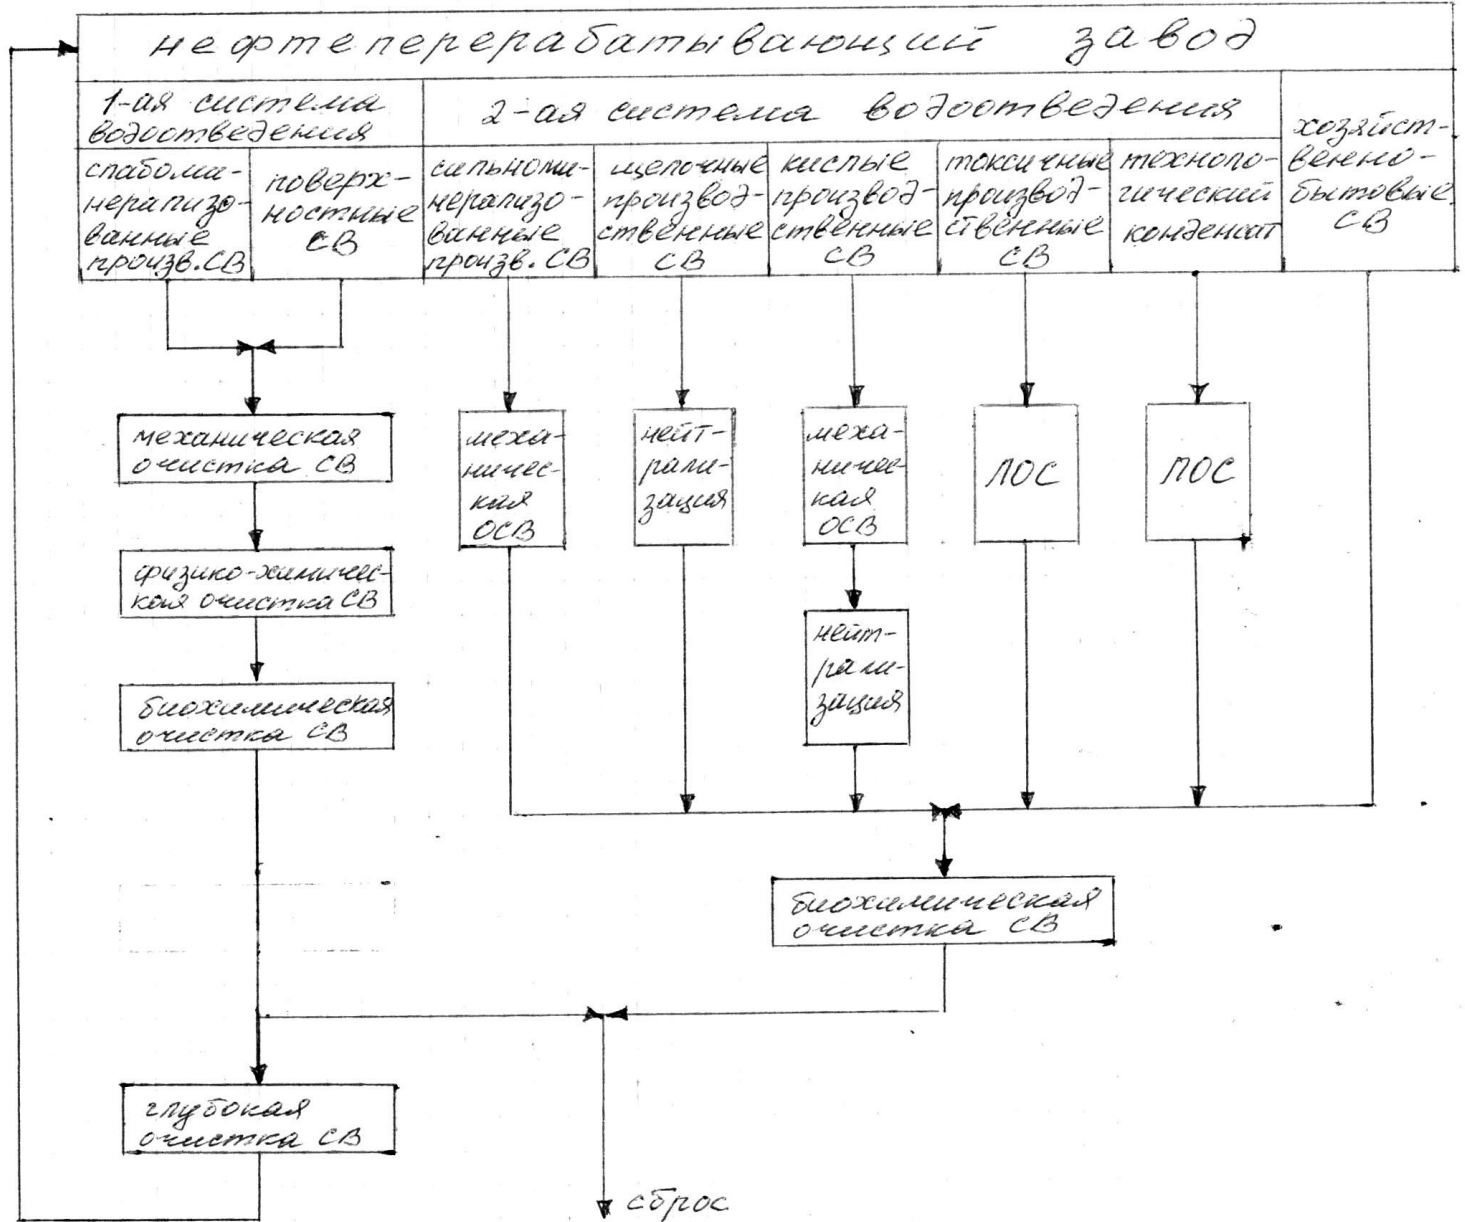 нефтеперерабатывающий завод
1-ая система
водоотведения
2-ая система водоотведения
хозяйст-
венно-
бытовые
СВ
слабоми-
нерализо-
ванные
произв. СВ
поверх-
ностные
СВ
сильноми-
нерализо-
ванные
произв. СВ
щелочные
производ-
ственные
СВ
кислые
производ-
ственные
СВ
токсичные
производ-
ственные
СВ
техноло-
гический
конденсат
механическая
очистка СВ
меха-
ничес-
кая
ОСВ
нейт-
рали-
зация
меха-
ничес-
кая
ОСВ
ЛОС
ЛОС
физико-химичес-
кая очистка СВ
нейт-
рали-
зация
биохимическая
очистка СВ
биохимическая
очистка СВ
глубокая
очистка СВ
сброс